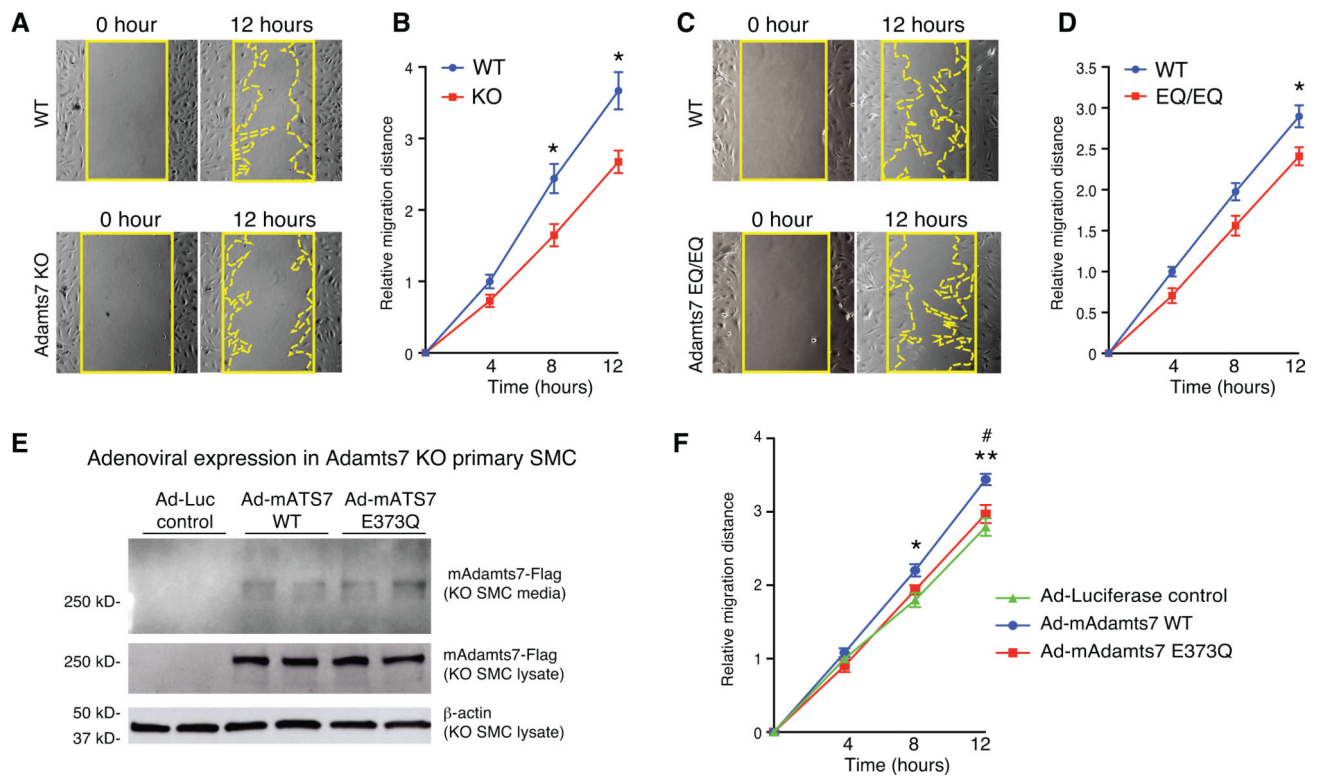 A
0 hour
12 hours
WT
0 hour
12 hours
Adamts7 KO
B
WT
KO
*
*
4
3
2
1
0
Relative migration distance
4
8
12
Time (hours)
C
0 hour
12 hours
WT
0 hour
12 hours
Adamts7 EQ/EQ
D
WT
EQ/EQ
*
3.5
3.0
2.5
2.0
1.5
1.0
0.5
0
Relative migration distance
4
8
12
Time (hours)
E
Adenoviral expression in Adamts7 KO primary SMC
Ad-Luc
control
Ad-mATS7
WT
Ad-mATS7
E373Q
250 kD-
mAdamts7-Flag
(KO SMC media)
250 kD-
mAdamts7-Flag
(KO SMC lysate)
50 kD-
37 kD-
β-actin
(KO SMC lysate)
F
#
**
*
4
3
2
1
0
Relative migration distance
4
8
12
Time (hours)
Ad-Luciferase control
Ad-mAdamts7 WT
Ad-mAdamts7 E373Q